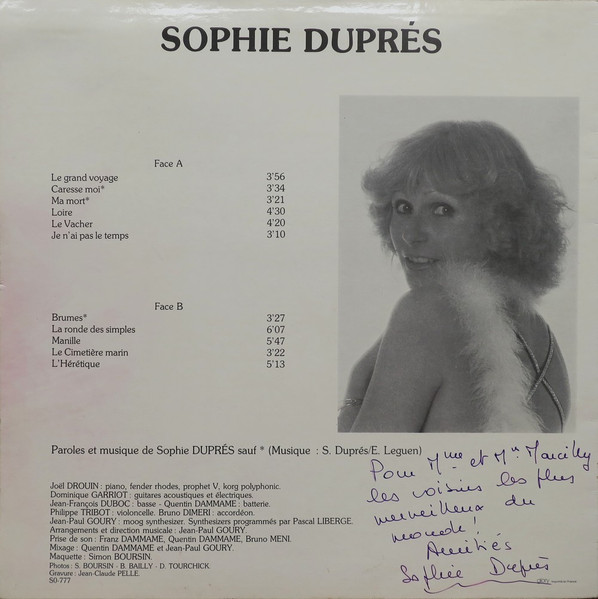 SOPHIE DUPRÉS
Face A
Le grand voyage 3'56
Caresse moi* 3'34
Ma mort* 3'21
Loire 4'30
Le Vacher 4'20
Je n'ai pas le temps 3'10
Face B
Brumes* 3'27
La ronde des simples 6'07
Manille 5'47
Le Cimetière marin 3'22
L'Hérétique 5'13
Paroles et musique de Sophie DUPRÉS sauf * (Musique : S. Duprés/E. Leguen)
Joël DROUIN : piano, fender rhodes, prophet V, korg polyphonic.
Dominique GARRIOT : guitares acoustiques et électriques.
Jean-François DUBOC : basse - Quentin DAMMAME : batterie.
Philippe TRIBOT : violoncelle. Bruno DIMERI : accordéon.
Jean-Paul GOURY : moog synthesizer. Synthesizers programmés par Pascal LIBERGE.
Arrangements et direction musicale : Jean-Paul GOURY.
Prise de son : Franz DAMMAME, Quentin DAMMAME, Bruno MENI.
Mixage : Quentin DAMMAME et Jean-Paul GOURY.
Maquette : Simon BOURSIN.
Photos : S. BOURSIN - B. BAILLY - D. TOURCHICK.
Gravure : Jean-Claude PELLE.
S0-777
Pour Mme et Mr Marcilly
les voisins les plus
merveilleux du
monde !
Amitiés
Sophie Duprés